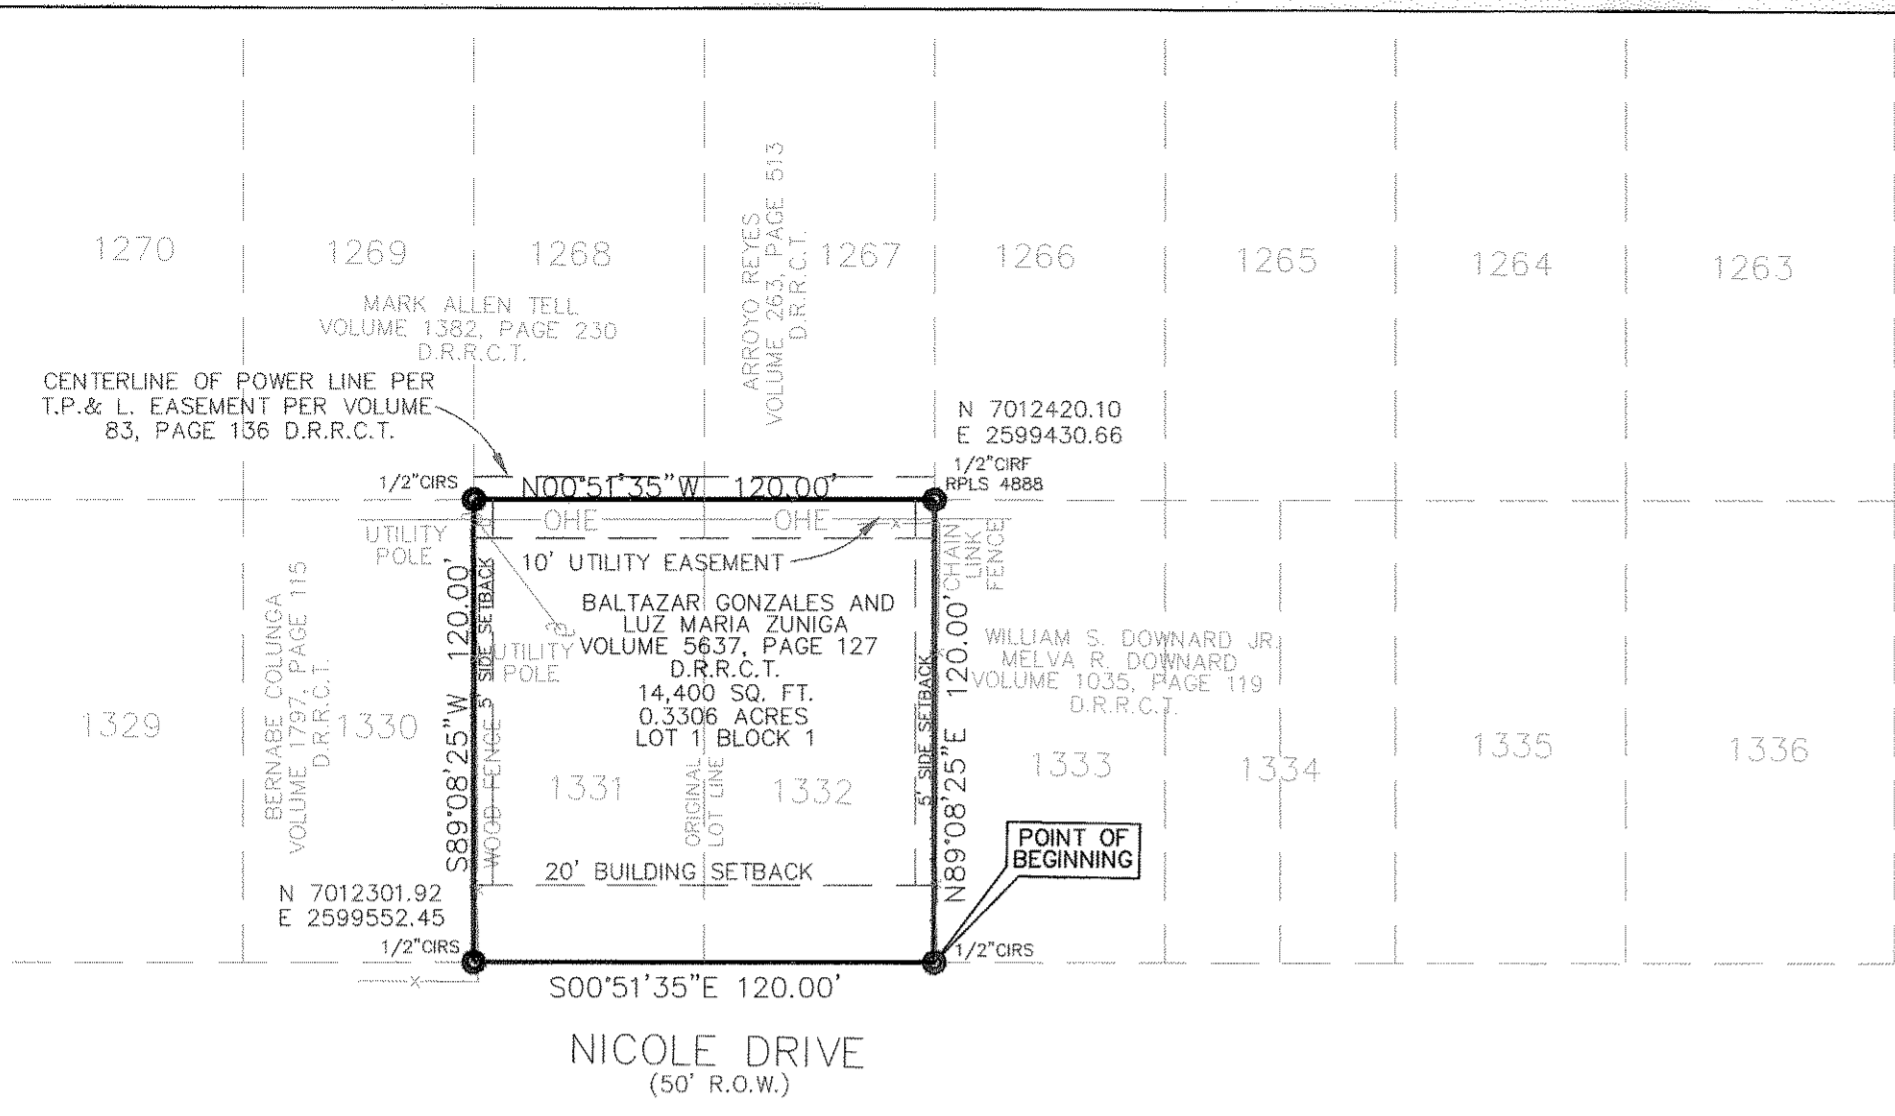 1270
1269
1268
1267
1266
1265
1264
1263
MARK ALLEN TELL
VOLUME 1382, PAGE 230
D.R.R.C.T.
ARROYO REYES
VOLUME 263, PAGE 513
D.R.R.C.T.
CENTERLINE OF POWER LINE PER
T.P.& L. EASEMENT PER VOLUME
83, PAGE 136 D.R.R.C.T.
N 7012420.10
E 2599430.66
1/2"CIRF
RPLS 4888
1/2"CIRS
N00°51'35"W 120.00'
OHE
OHE
x
UTILITY
POLE
10' UTILITY EASEMENT
CHAIN
LINK
FENCE
BALTAZAR GONZALES AND
LUZ MARIA ZUNIGA
VOLUME 5637, PAGE 127
D.R.R.C.T.
14,400 SQ. FT.
0.3306 ACRES
LOT 1 BLOCK 1
UTILITY
POLE
S89°08'25"W 120.00'
5' SIDE SETBACK
WOOD FENCE
BERNABE COLUNGA
VOLUME 1797, PAGE 115
D.R.R.C.T.
5' SIDE SETBACK
N89°08'25"E 120.00'
WILLIAM S. DOWNARD JR.
MELVA R. DOWNARD
VOLUME 1035, PAGE 119
D.R.R.C.T.
1329
1330
1331
ORIGINAL
LOT LINE
1332
1333
1334
1335
1336
POINT OF
BEGINNING
20' BUILDING SETBACK
N 7012301.92
E 2599552.45
1/2"CIRS
1/2"CIRS
x
S00°51'35"E 120.00'
NICOLE DRIVE
(50' R.O.W.)